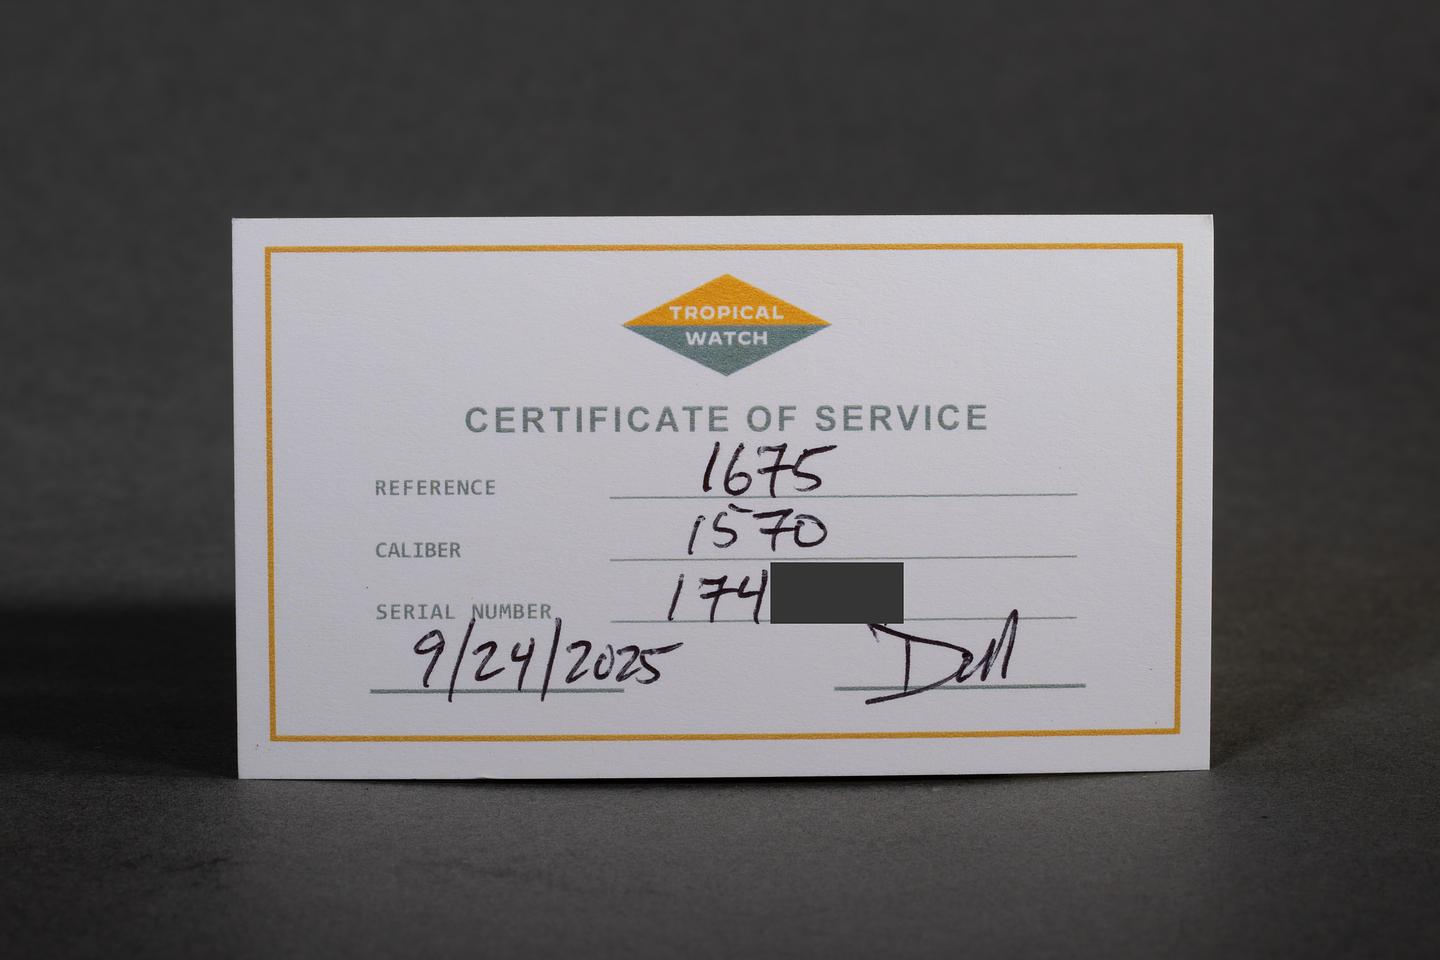 TROPICAL
WATCH
CERTIFICATE OF SERVICE
REFERENCE 1675
CALIBER 1570
SERIAL NUMBER 174
9/24/2025